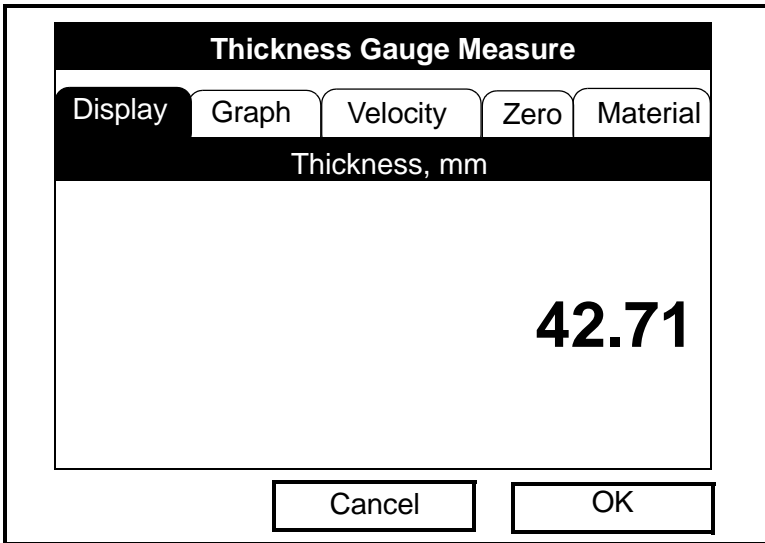 Thickness Gauge Measure
Display Graph Velocity Zero Material
Thickness, mm
42.71
Cancel OK